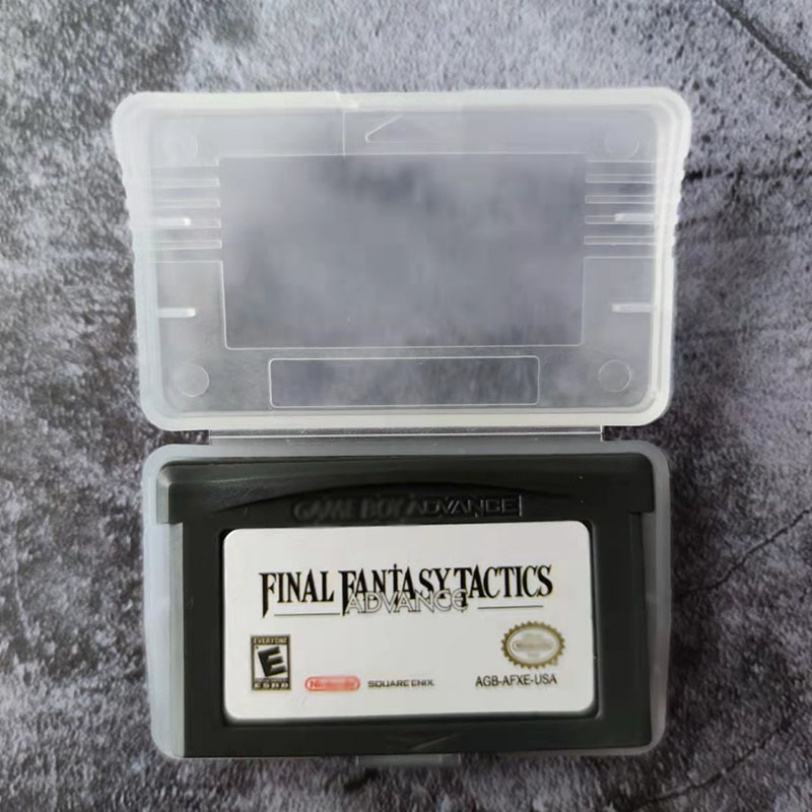 GAME BOY ADVANCE
FINAL FANTASY TACTICS
ADVANCE
EVERYONE
E
ESRB
Nintendo
SQUARE ENIX
AGB-AFXE-USA